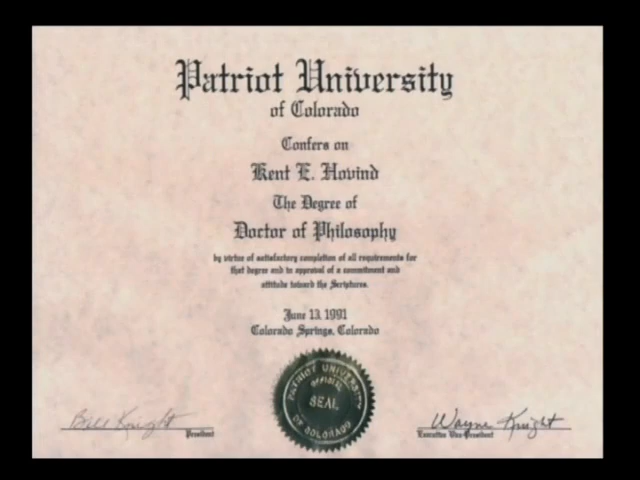 Patriot University
of Colorado
Confers on
Kent E. Hovind
The Degree of
Doctor of Philosophy
by virtue of satisfactory completion of all requirements for
that degree and in approval of a commitment and
attitude toward the Scriptures.
June 13, 1991
Colorado Springs, Colorado
PATRIOT UNIVERSITY
OFFICIAL
SEAL
OF COLORADO
Bill Knight
Wayne Knight
President
Executive Vice-President